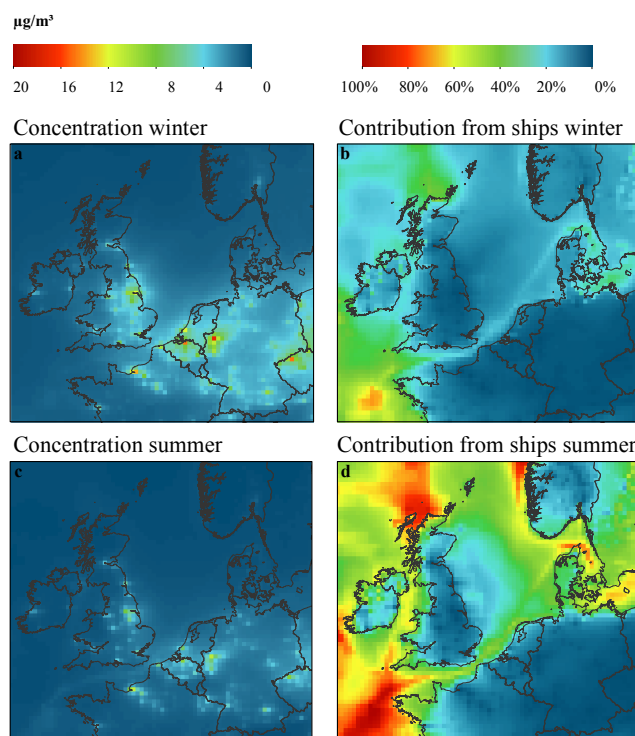 µg/m³
20 16 12 8 4 0
100% 80% 60% 40% 20% 0%
Concentration winter
Contribution from ships winter
a
b
Concentration summer
Contribution from ships summer
c
d